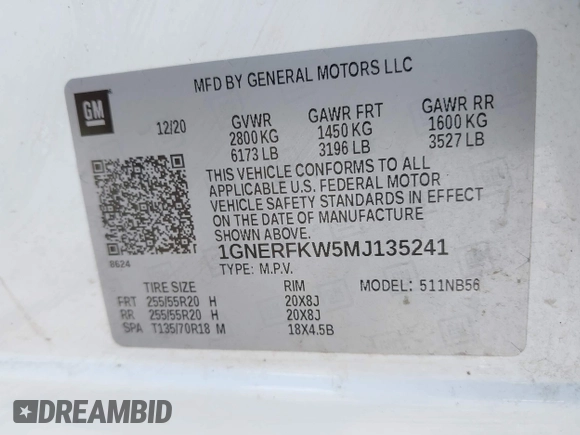 MFD BY GENERAL MOTORS LLC
GM
12/20 GVWR GAWR FRT GAWR RR
2800 KG 1450 KG 1600 KG
6173 LB 3196 LB 3527 LB
THIS VEHICLE CONFORMS TO ALL
APPLICABLE U.S. FEDERAL MOTOR
VEHICLE SAFETY STANDARDS IN EFFECT
ON THE DATE OF MANUFACTURE
SHOWN ABOVE.
8624
1GNERFKW5MJ135241
TYPE: M.P.V. MODEL: 511NB56
TIRE SIZE RIM
FRT 255/55R20 H 20X8J
RR 255/55R20 H 20X8J
SPA T135/70R18 M 18X4.5B
DREAMBID